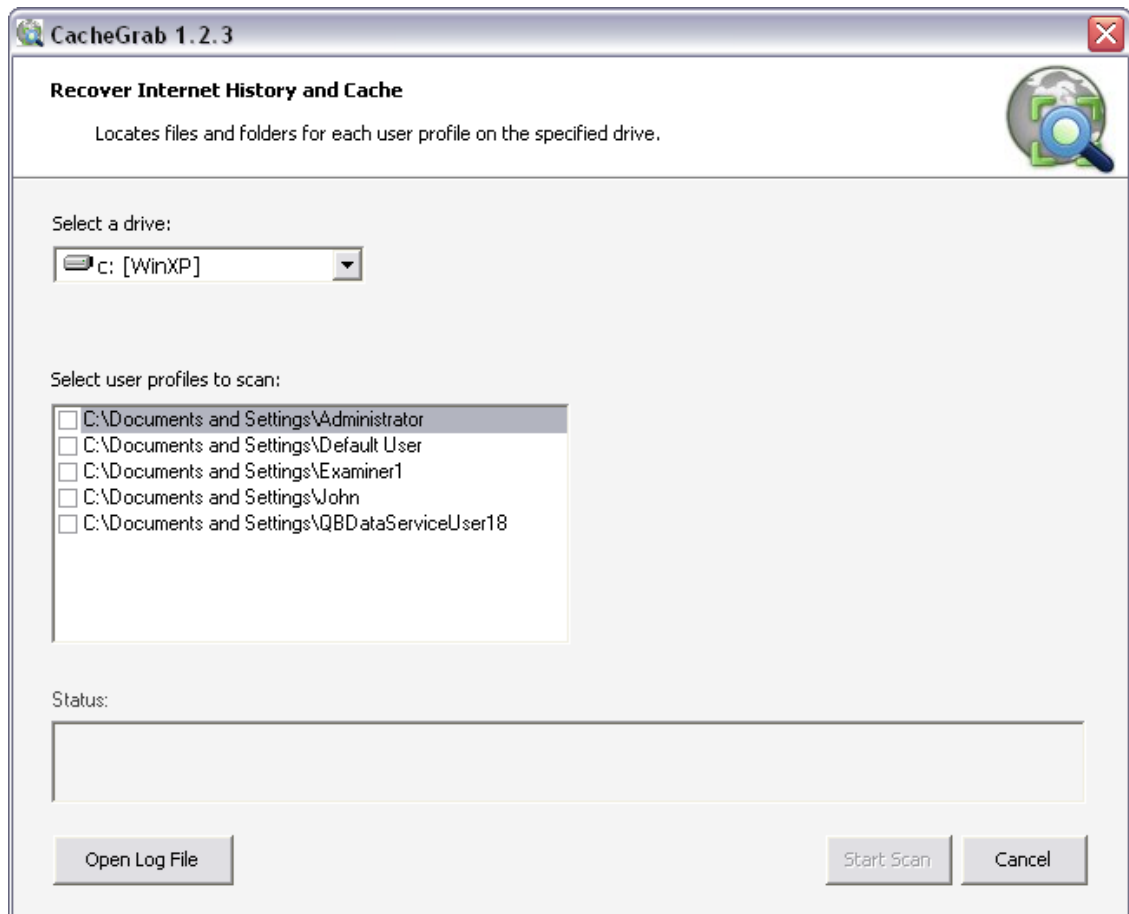 CacheGrab 1.2.3
Recover Internet History and Cache
Locates files and folders for each user profile on the specified drive.
Select a drive:
c: [WinXP]
Select user profiles to scan:
C:\Documents and Settings\Administrator
C:\Documents and Settings\Default User
C:\Documents and Settings\Examiner1
C:\Documents and Settings\John
C:\Documents and Settings\QBDataServiceUser18
Status:
Open Log File
Start Scan
Cancel